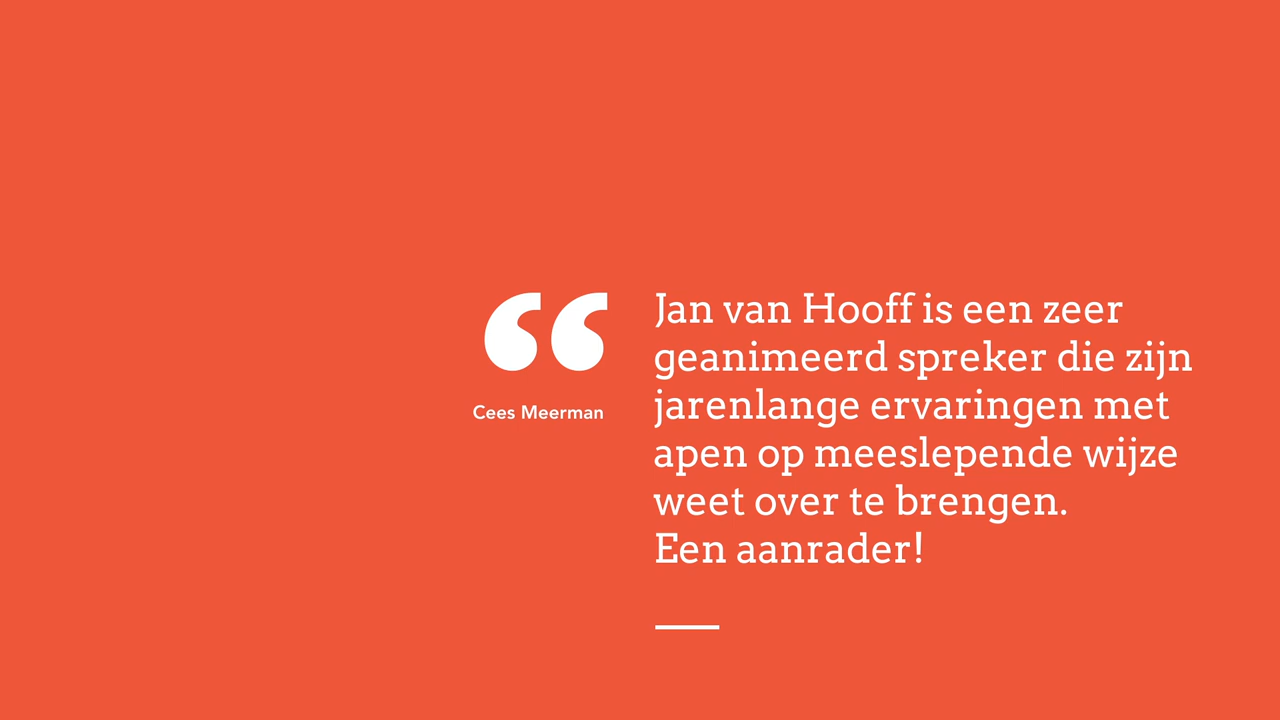 “
Cees Meerman
Jan van Hooff is een zeer
geanimeerd spreker die zijn
jarenlange ervaringen met
apen op meeslepende wijze
weet over te brengen.
Een aanrader!